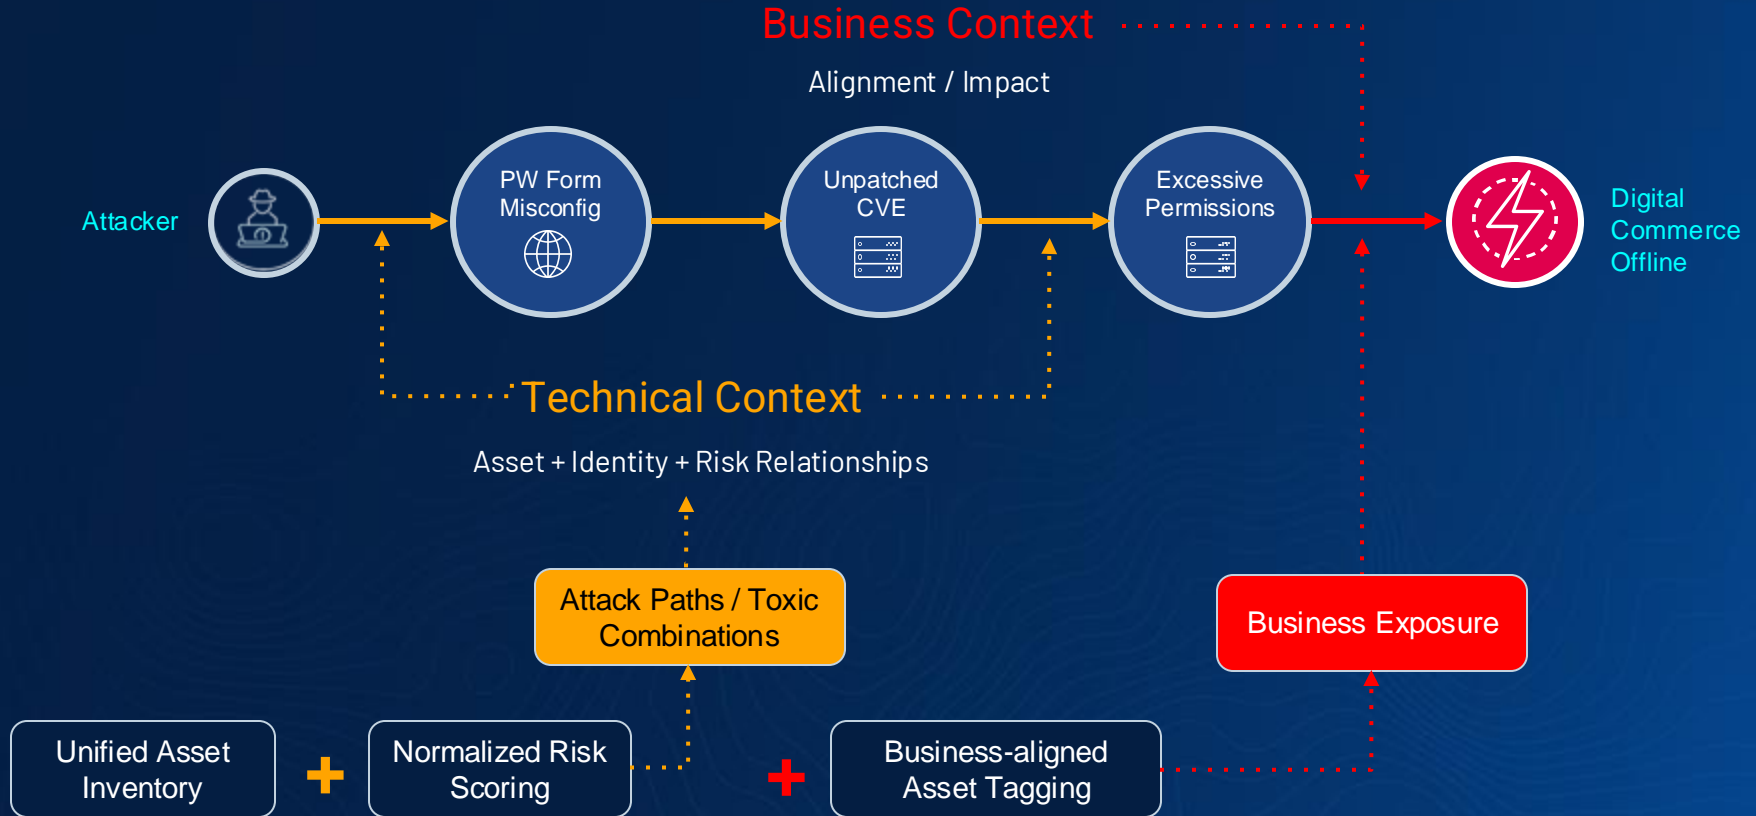 Business Context
Alignment / Impact
Attacker
PW Form
Misconfig
Unpatched
CVE
Excessive
Permissions
Digital
Commerce
Offline
Technical Context
Asset + Identity + Risk Relationships
Attack Paths / Toxic
Combinations
Business Exposure
Unified Asset
Inventory
+
Normalized Risk
Scoring
+
Business-aligned
Asset Tagging